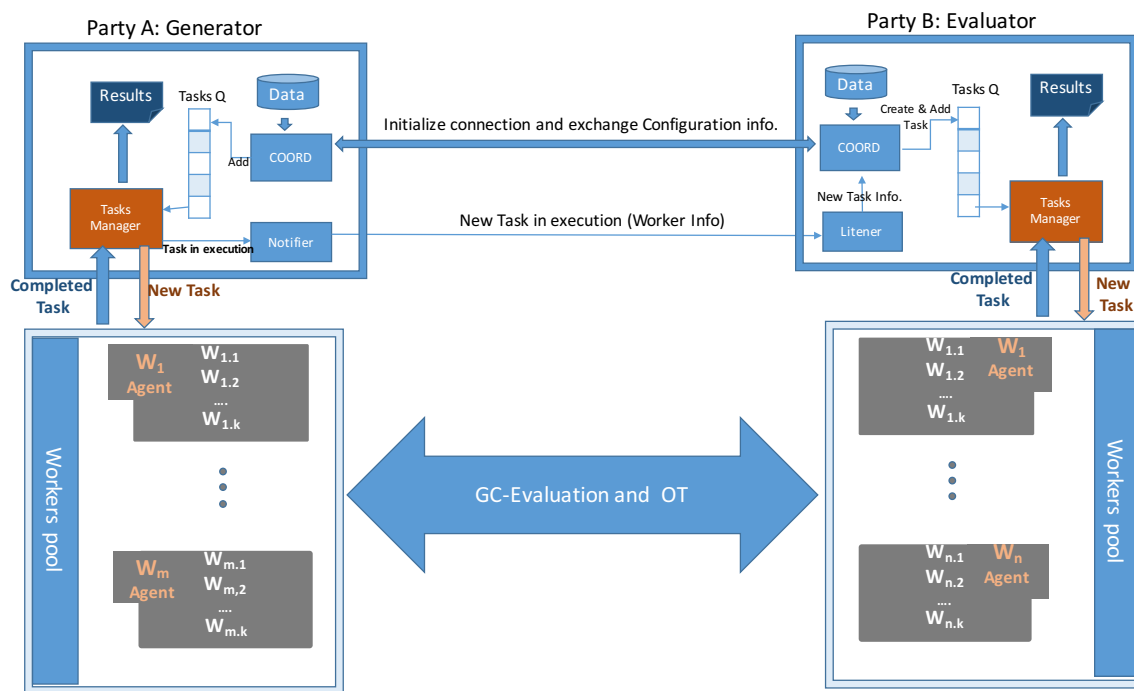 Party A: Generator
Results
Tasks Q
Data
Add
COORD
Tasks
Manager
Task in execution
Notifier
Completed
Task
New Task
Initialize connection and exchange Configuration info.
New Task in execution (Worker Info)
Party B: Evaluator
Data
Create & Add
Task
Tasks Q
Results
COORD
New Task Info.
Litener
Tasks
Manager
Completed
Task
New
Task
Workers pool
W1
Agent
W1.1
W1.2
....
W1.k
Wm
Agent
Wm.1
Wm,2
....
Wm.k
GC-Evaluation and OT
W1.1
W1.2
....
W1.k
W1
Agent
Wn.1
Wn.2
....
Wn.k
Wn
Agent
Workers pool